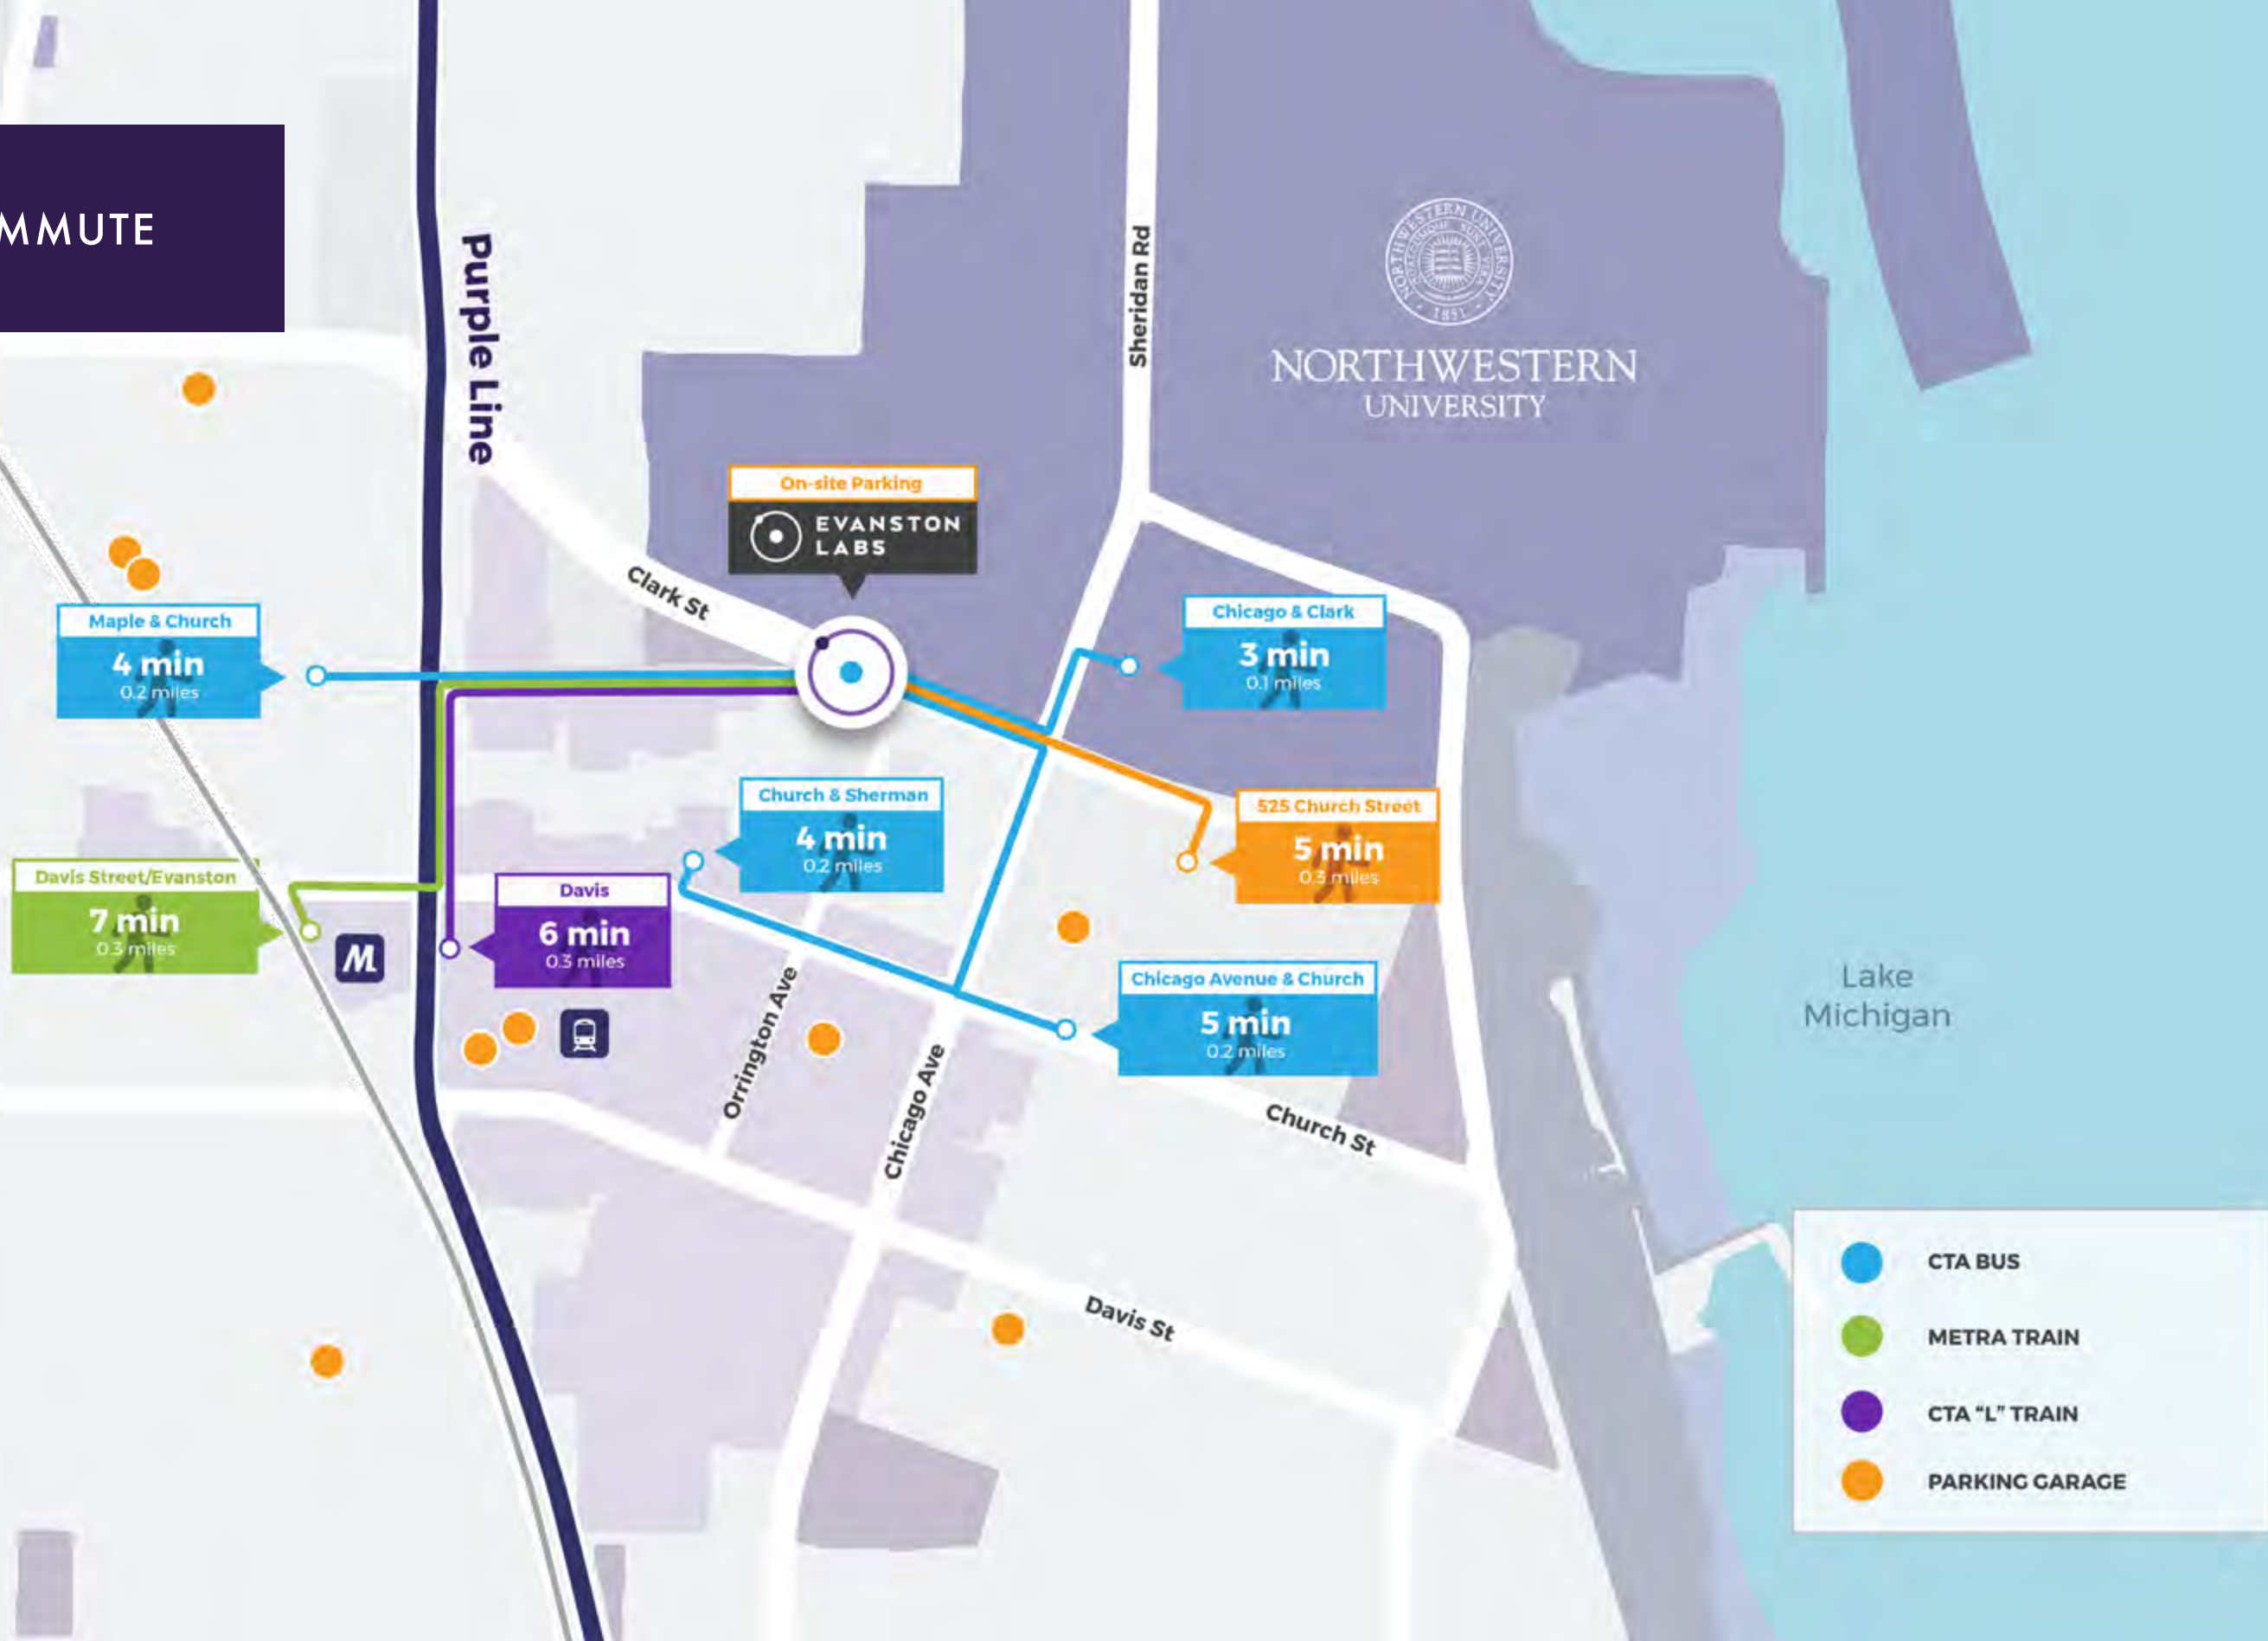 MMUTE
Purple Line
Sheridan Rd
NORTHWESTERN UNIVERSITY
1851
NORTHWESTERN
UNIVERSITY
On-site Parking
EVANSTON
LABS
Clark St
Maple & Church
4 min
0.2 miles
Chicago & Clark
3 min
0.1 miles
Church & Sherman
4 min
0.2 miles
525 Church Street
5 min
0.3 miles
Davis Street/Evanston
7 min
0.3 miles
M
Davis
6 min
0.3 miles
Chicago Avenue & Church
5 min
0.2 miles
Orrington Ave
Chicago Ave
Church St
Davis St
Lake
Michigan
CTA BUS
METRA TRAIN
CTA “L” TRAIN
PARKING GARAGE